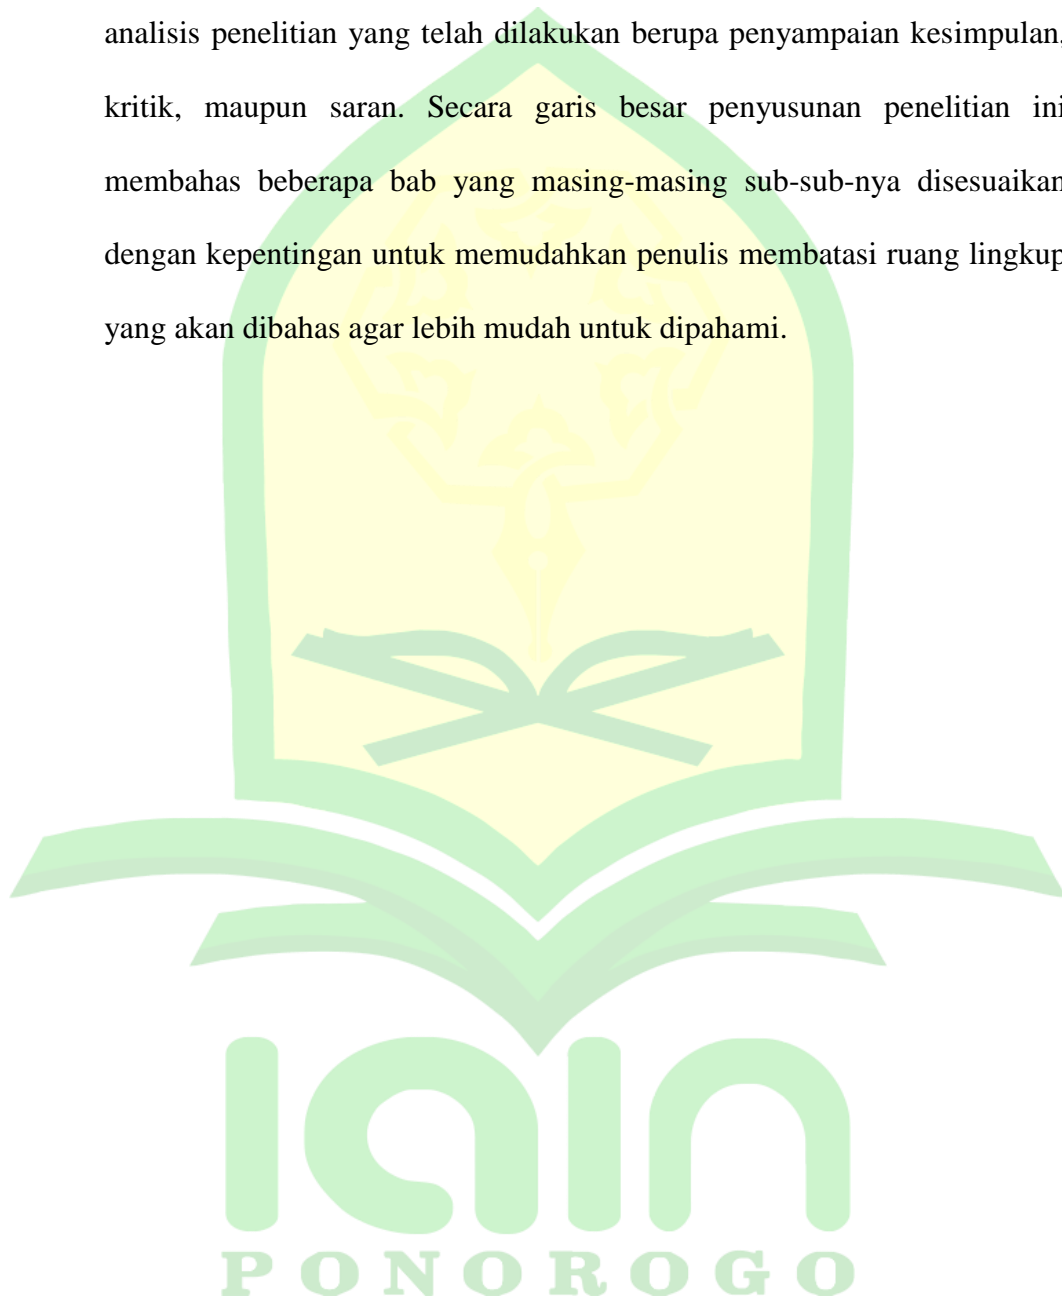 analisis penelitian yang telah dilakukan berupa penyampaian kesimpulan,
kritik, maupun saran. Secara garis besar penyusunan penelitian ini
membahas beberapa bab yang masing-masing sub-sub-nya disesuaikan
dengan kepentingan untuk memudahkan penulis membatasi ruang lingkup
yang akan dibahas agar lebih mudah untuk dipahami.
iain
PONOROGO